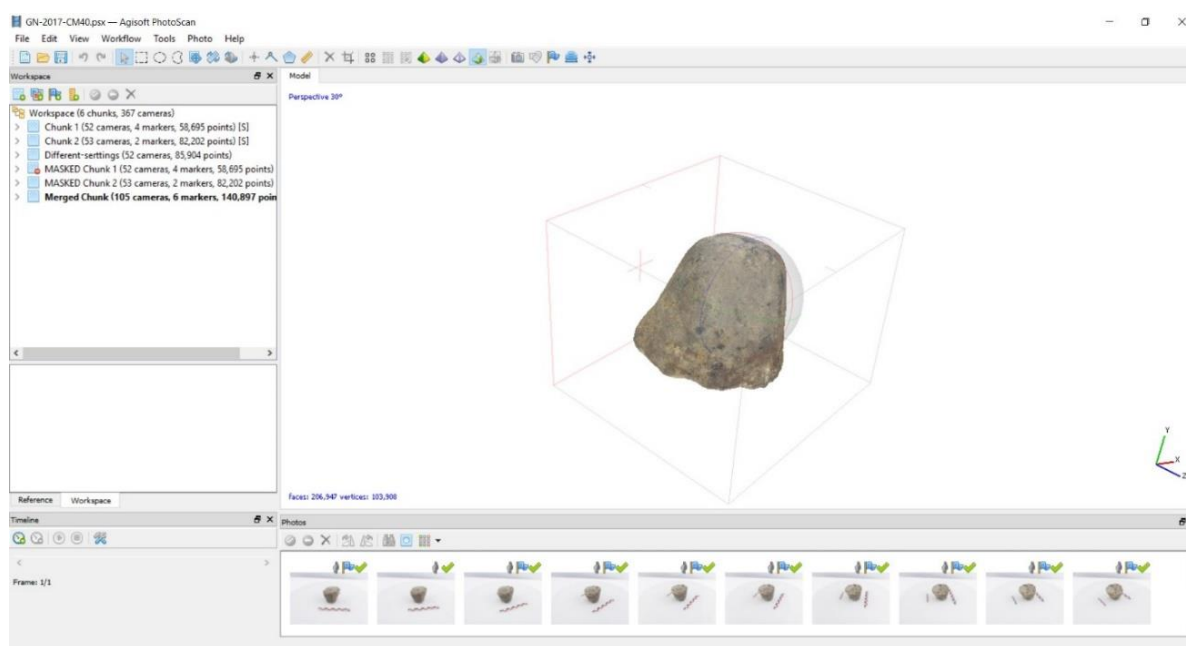 GN-2017-CM40.psx — Agisoft PhotoScan
File Edit View Workflow Tools Photo Help
Workspace
Model
Perspective 30°
Workspace (6 chunks, 367 cameras)
Chunk 1 (52 cameras, 4 markers, 58,695 points) [S]
Chunk 2 (53 cameras, 2 markers, 82,202 points) [S]
Different-serttings (52 cameras, 85,904 points)
MASKED Chunk 1 (52 cameras, 4 markers, 58,695 points)
MASKED Chunk 2 (53 cameras, 2 markers, 82,202 points)
Merged Chunk (105 cameras, 6 markers, 140,897 poin
Y
X
Z
faces: 206,947 vertices: 103,908
Reference Workspace
Timeline
Photos
Frame: 1/1